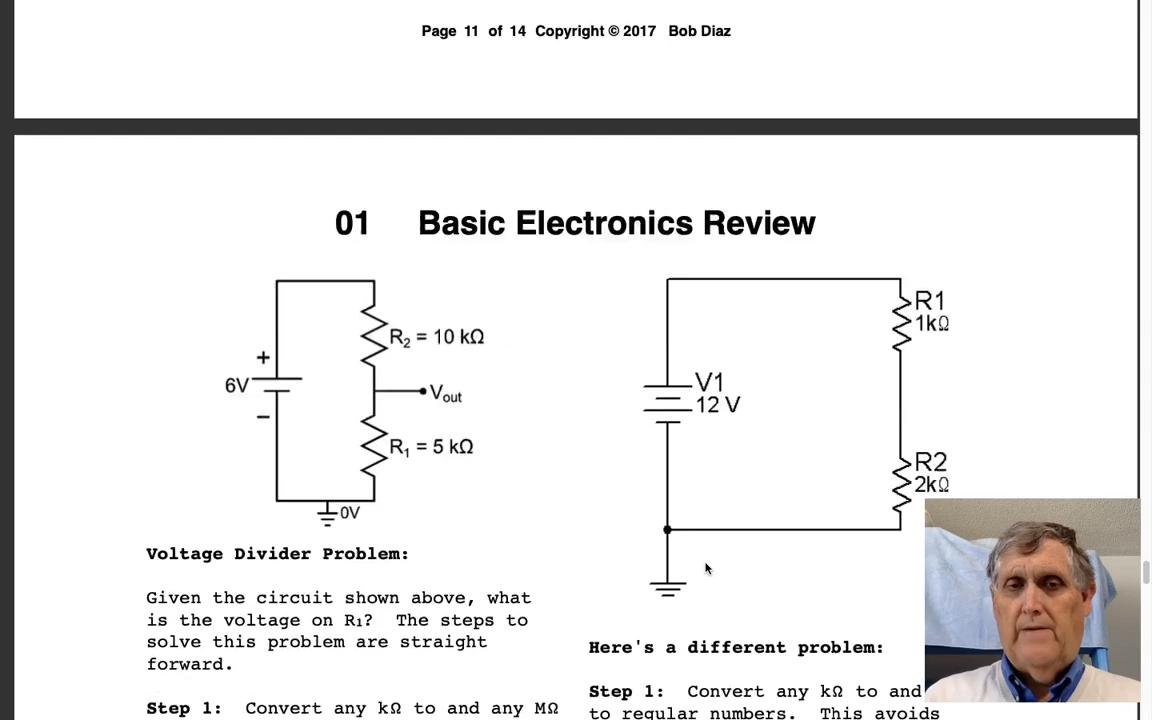 Page 11 of 14 Copyright © 2017 Bob Diaz
01 Basic Electronics Review
R₂ = 10 kΩ
+
6V
−
Vout
R₁ = 5 kΩ
0V
R1
1kΩ
V1
12 V
R2
2kΩ
Voltage Divider Problem:
Given the circuit shown above, what
is the voltage on R₁? The steps to
solve this problem are straight
forward.
Step 1: Convert any kΩ to and any MΩ
Here's a different problem:
Step 1: Convert any kΩ to and
to regular numbers. This avoids